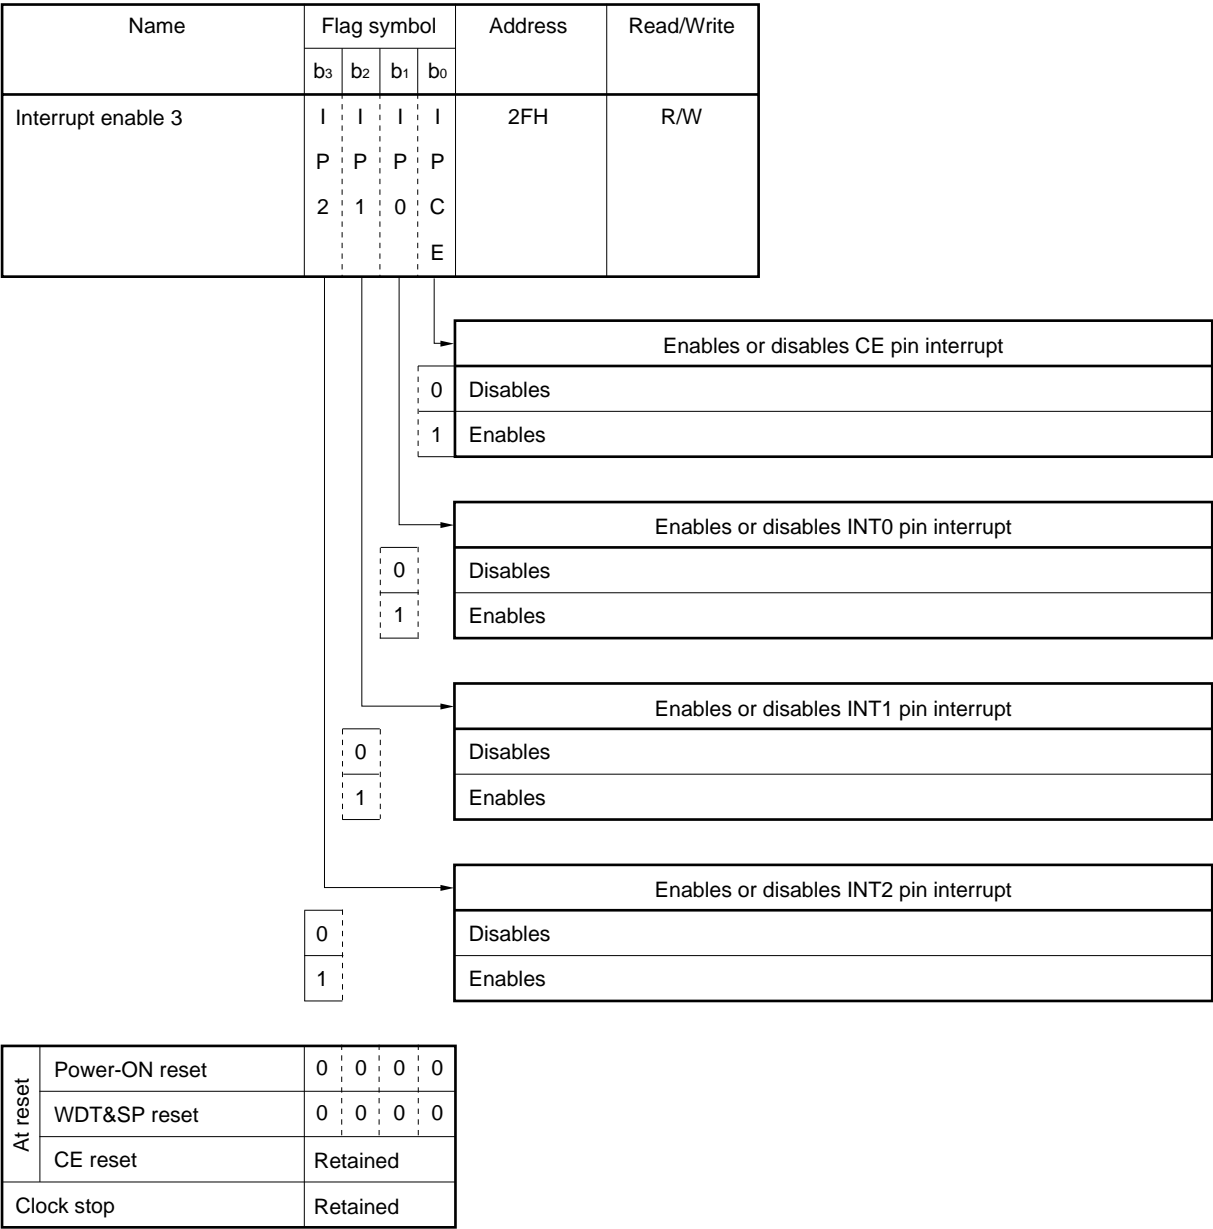 Name Flag symbol Address Read/Write
b3 b2 b1 b0
Interrupt enable 3 I I I I 2FH R/W
P P P P
2 1 0 C
E
Enables or disables CE pin interrupt
0 Disables
1 Enables
Enables or disables INT0 pin interrupt
0 Disables
1 Enables
Enables or disables INT1 pin interrupt
0 Disables
1 Enables
Enables or disables INT2 pin interrupt
0 Disables
1 Enables
At reset
Power-ON reset 0 0 0 0
WDT&SP reset 0 0 0 0
CE reset Retained
Clock stop Retained